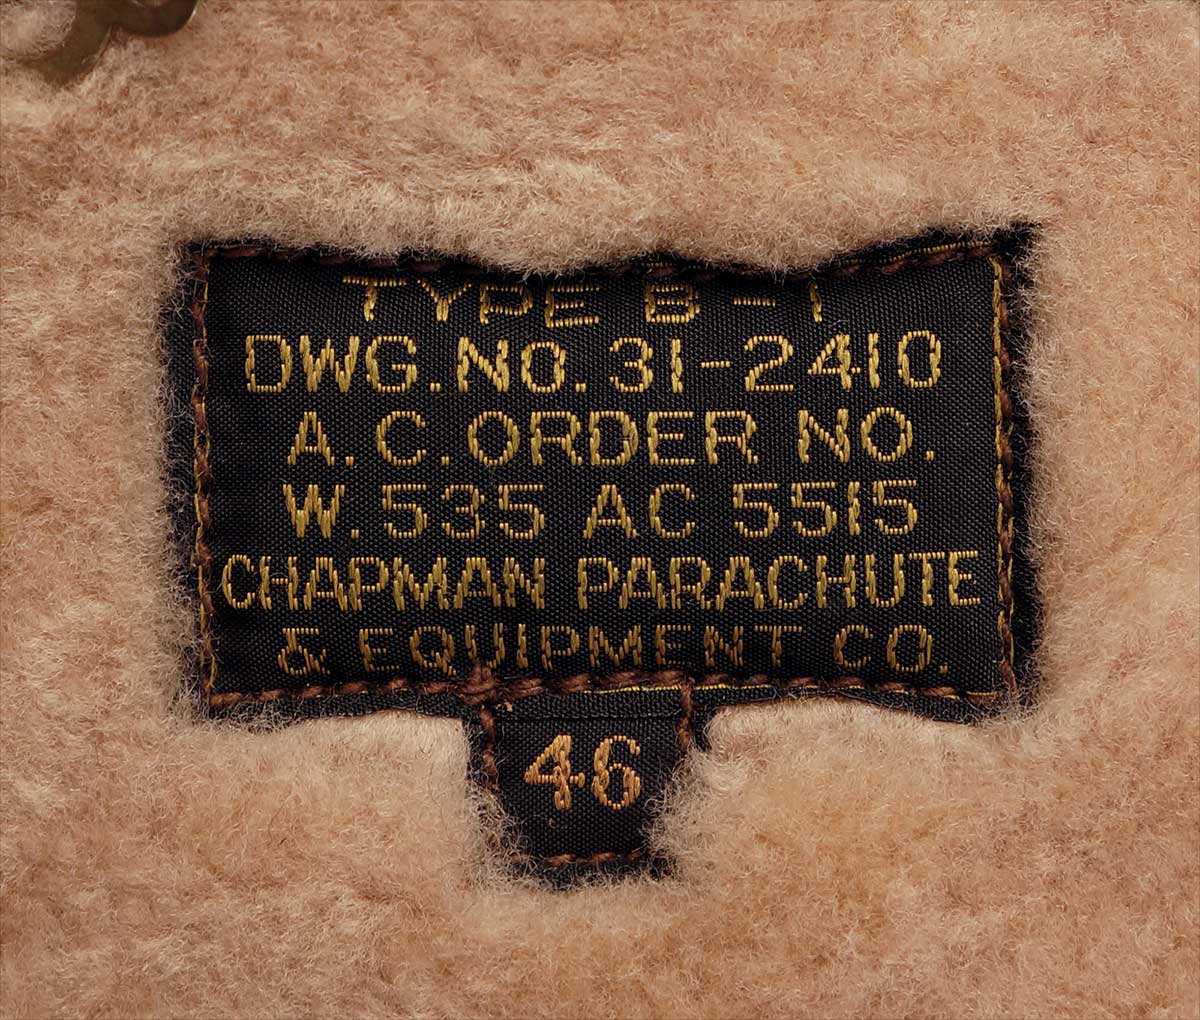 TYPE B-1
DWG.NO.31-2410
A.C.ORDER NO.
W.535 AC 5515
CHAPMAN PARACHUTE
& EQUIPMENT CO.
46